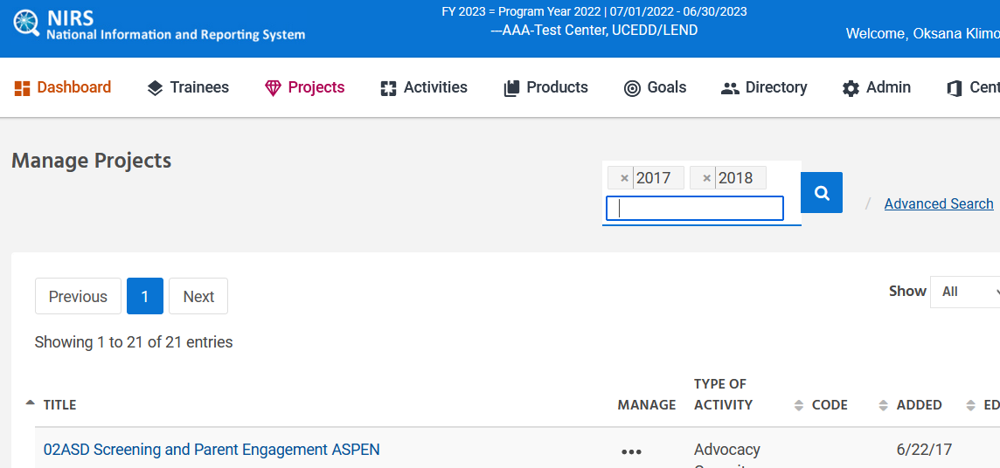 NIRS
National Information and Reporting System
FY 2023 = Program Year 2022 | 07/01/2022 - 06/30/2023
---AAA-Test Center, UCEDD/LEND
Welcome, Oksana Klimo
Dashboard Trainees Projects Activities Products Goals Directory Admin Cent
Manage Projects
× 2017 × 2018
/ Advanced Search
Previous 1 Next
Show All
Showing 1 to 21 of 21 entries
TITLE MANAGE TYPE OF ACTIVITY CODE ADDED ED
02ASD Screening and Parent Engagement ASPEN ••• Advocacy 6/22/17